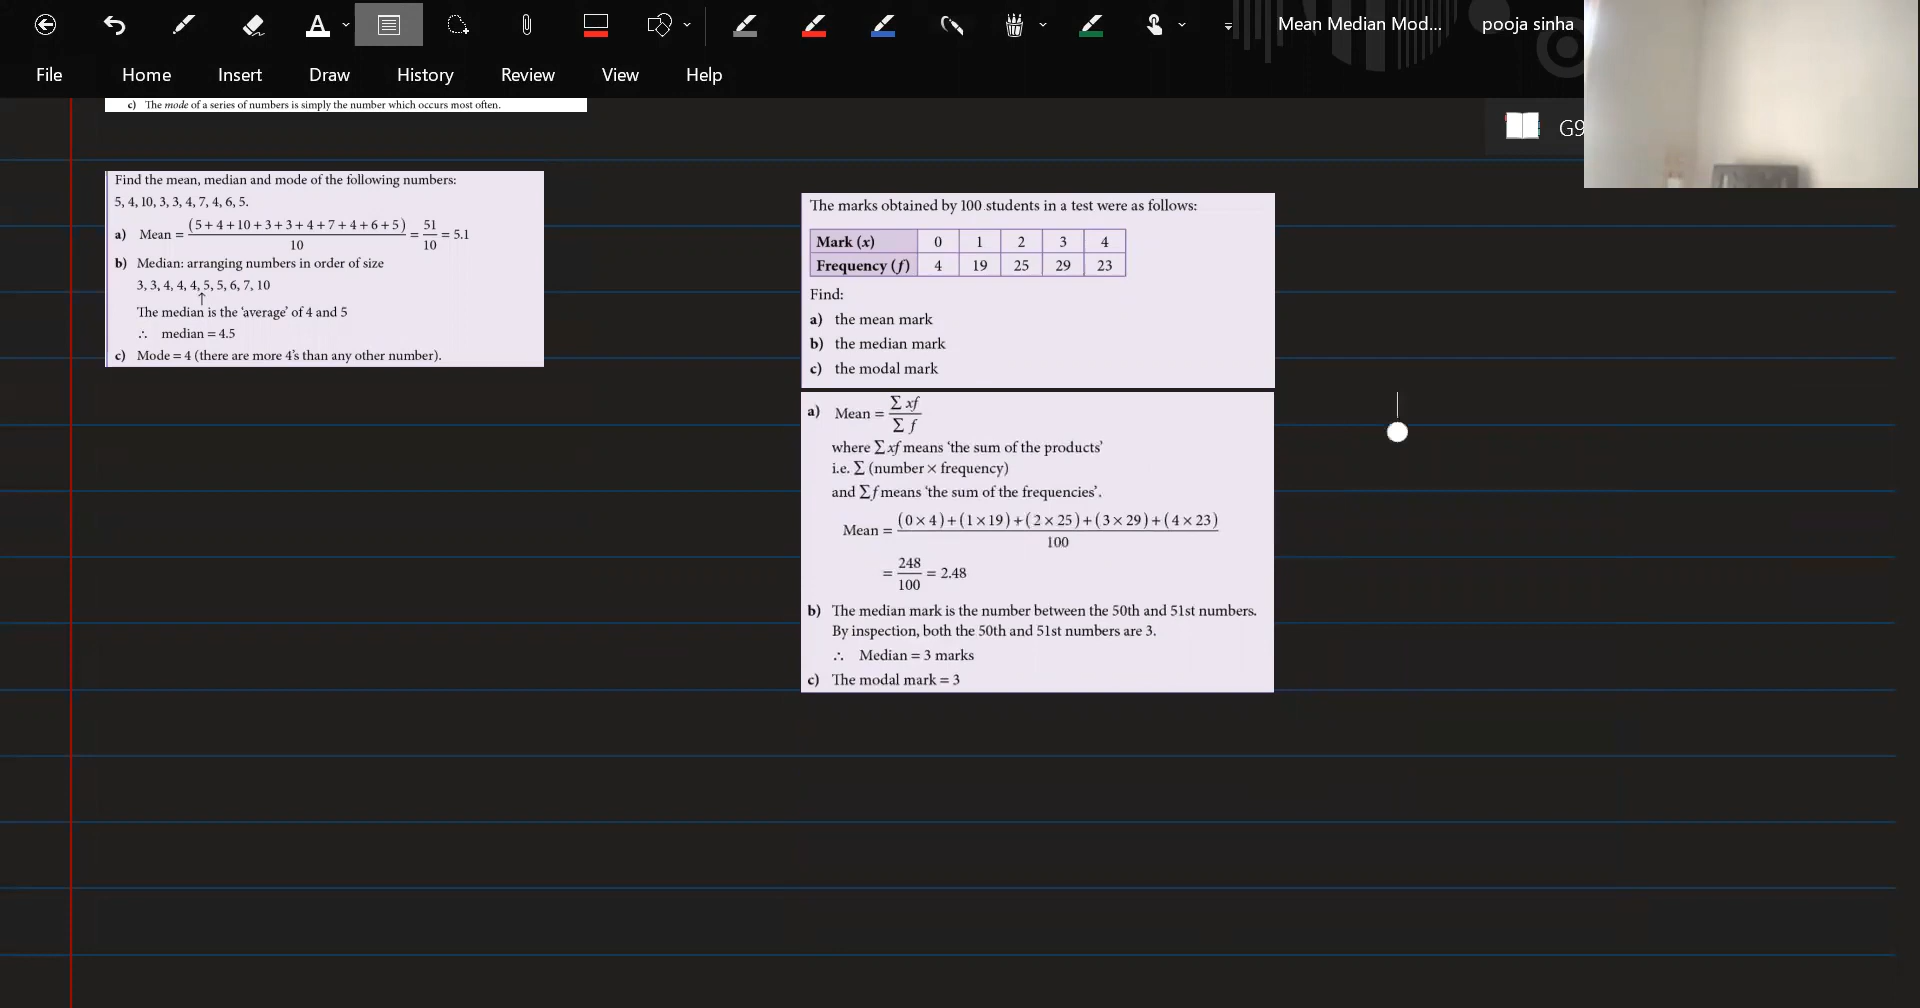 Mean Median Mod... pooja sinha
File Home Insert Draw History Review View Help
c) The mode of a series of numbers is simply the number which occurs most often.
G9
Find the mean, median and mode of the following numbers:
5, 4, 10, 3, 3, 4, 7, 4, 6, 5.
a) Mean = (5 + 4 + 10 + 3 + 3 + 4 + 7 + 4 + 6 + 5) / 10 = 51 / 10 = 5.1
b) Median: arranging numbers in order of size
3, 3, 4, 4, 4, 5, 5, 6, 7, 10
↑
The median is the ‘average’ of 4 and 5
∴ median = 4.5
c) Mode = 4 (there are more 4’s than any other number).
The marks obtained by 100 students in a test were as follows:
Mark (x) 0 1 2 3 4
Frequency (f) 4 19 25 29 23
Find:
a) the mean mark
b) the median mark
c) the modal mark
a) Mean = ∑ xf / ∑ f
where ∑ xf means ‘the sum of the products’
i.e. ∑ (number × frequency)
and ∑ f means ‘the sum of the frequencies’.
Mean = (0 × 4) + (1 × 19) + (2 × 25) + (3 × 29) + (4 × 23) / 100
= 248 / 100 = 2.48
b) The median mark is the number between the 50th and 51st numbers.
By inspection, both the 50th and 51st numbers are 3.
∴ Median = 3 marks
c) The modal mark = 3